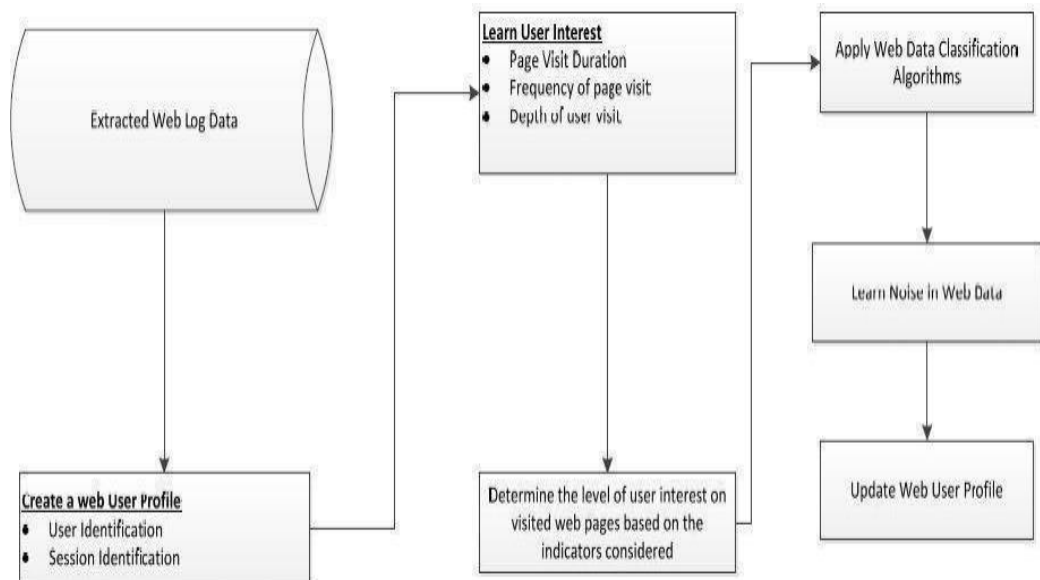 Extracted Web Log Data
Create a web User Profile
User Identification
Session Identification
Learn User Interest
Page Visit Duration
Frequency of page visit
Depth of user visit
Determine the level of user interest on
visited web pages based on the
indicators considered
Apply Web Data Classification
Algorithms
Learn Noise in Web Data
Update Web User Profile